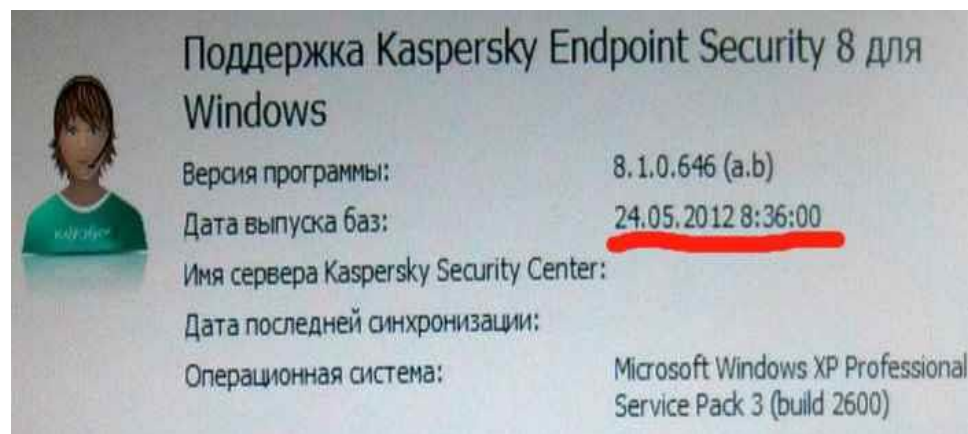 Поддержка Kaspersky Endpoint Security 8 для
Windows
Версия программы: 8.1.0.646 (a.b)
Дата выпуска баз: 24.05.2012 8:36:00
Имя сервера Kaspersky Security Center:
Дата последней синхронизации:
Операционная система: Microsoft Windows XP Professional
Service Pack 3 (build 2600)